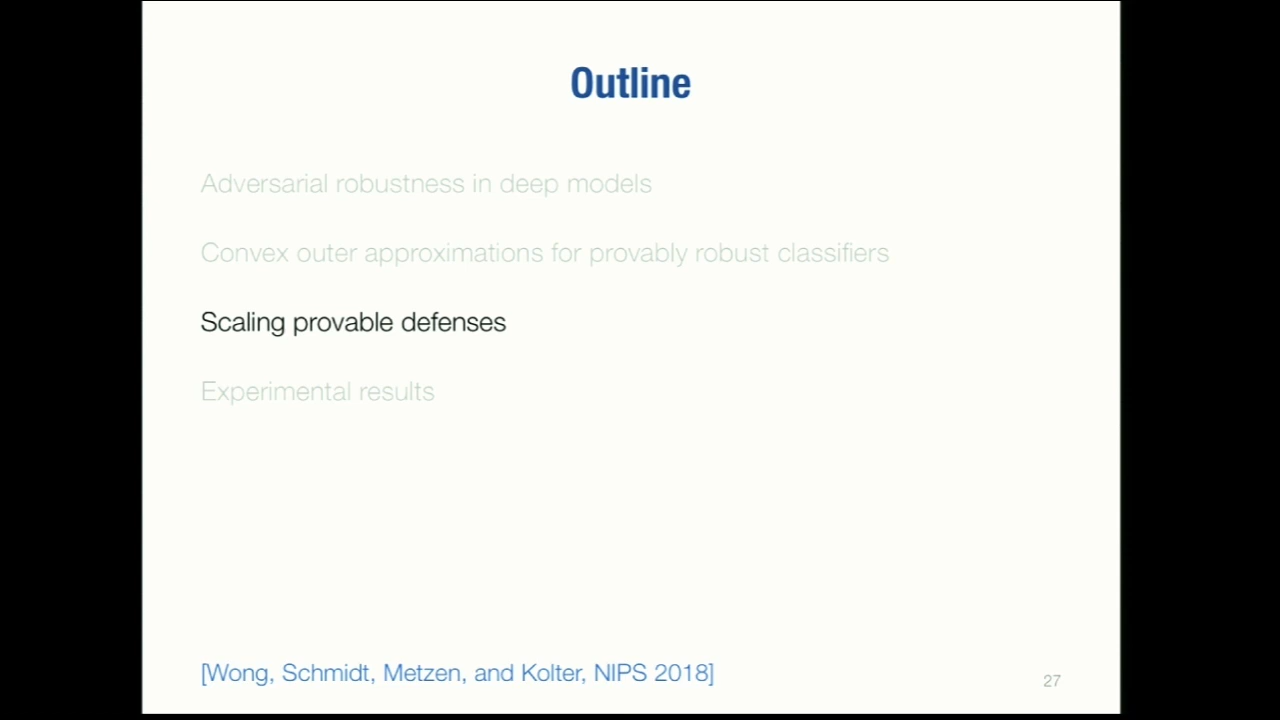 Outline
Adversarial robustness in deep models
Convex outer approximations for provably robust classifiers
Scaling provable defenses
Experimental results
[Wong, Schmidt, Metzen, and Kolter, NIPS 2018]
27